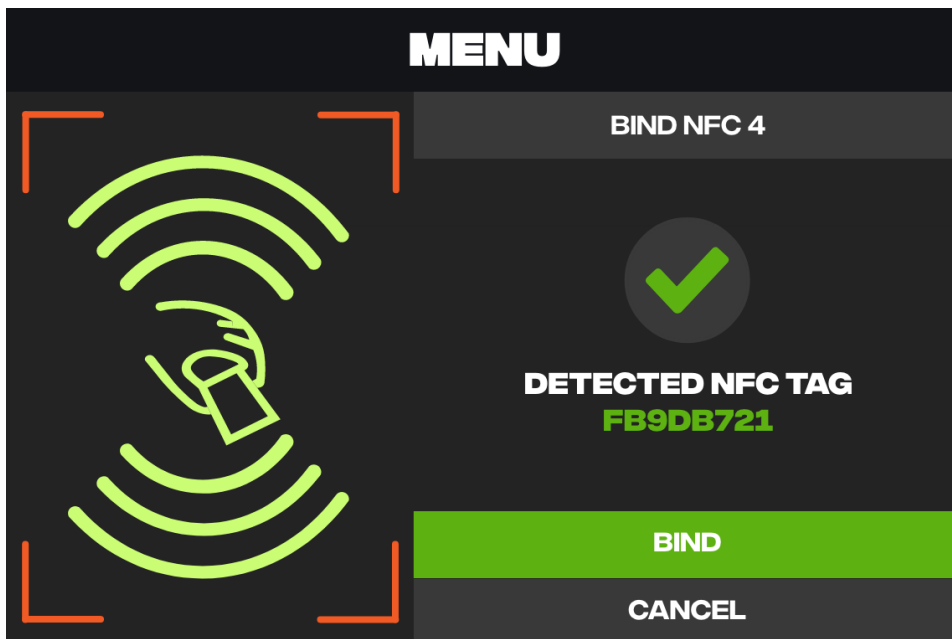 MENU
BIND NFC 4
DETECTED NFC TAG
FB9DB721
BIND
CANCEL